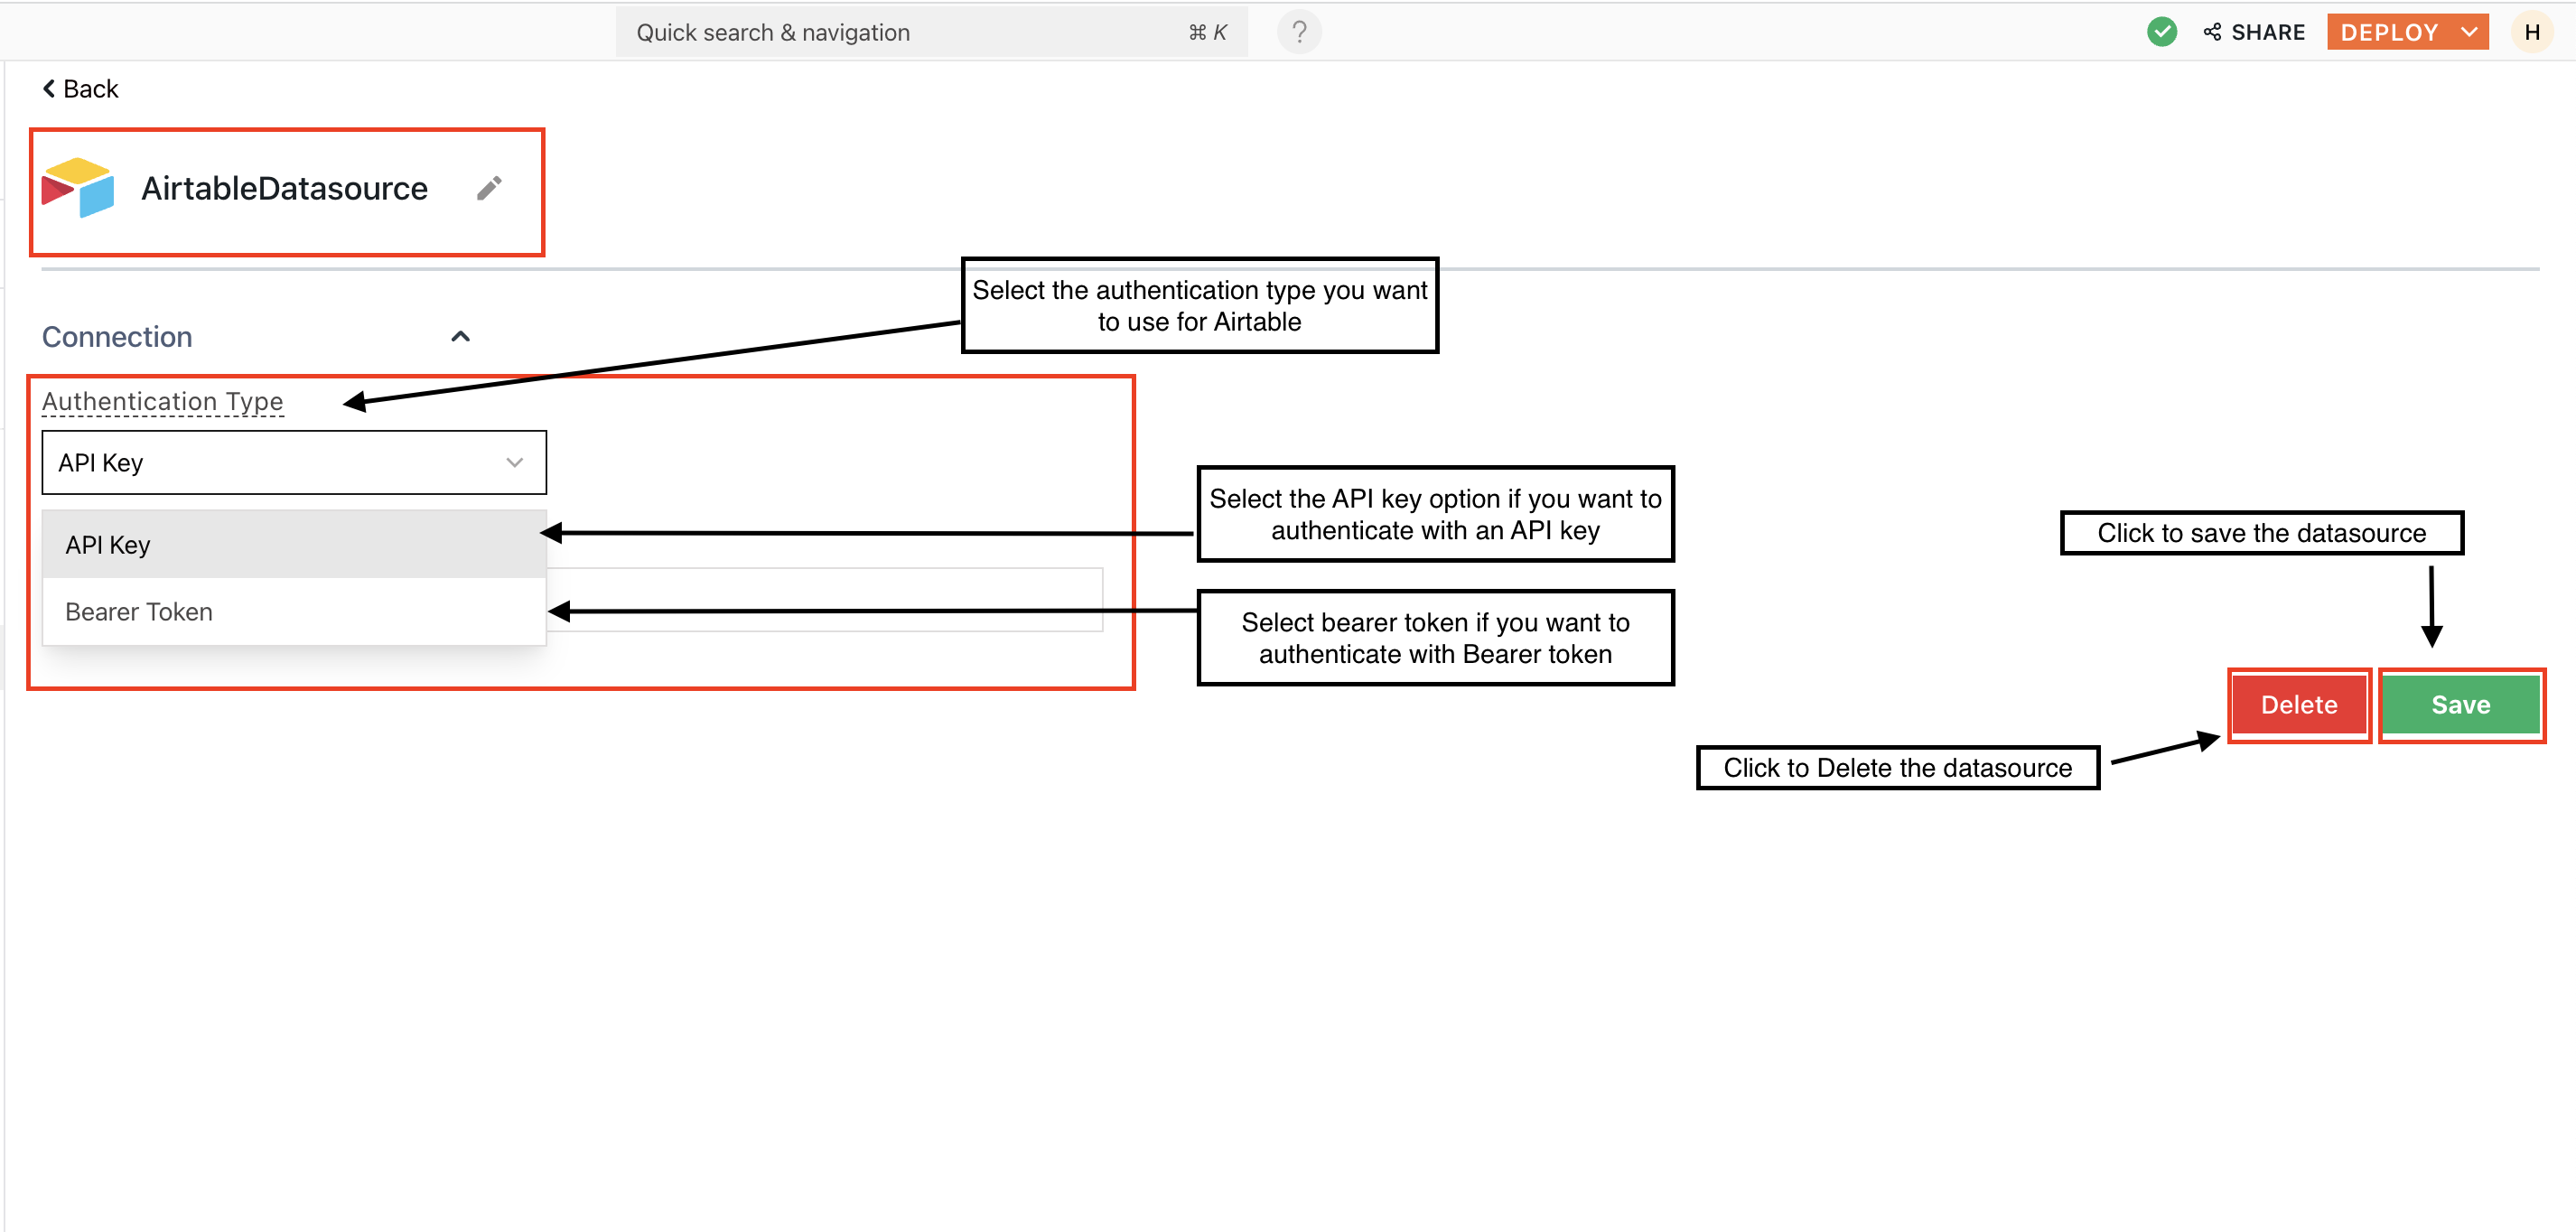 Quick search & navigation ⌘ K ?
SHARE DEPLOY H
Back
AirtableDatasource
Select the authentication type you want
to use for Airtable
Connection
Authentication Type
API Key
Select the API key option if you want to
authenticate with an API key
API Key
Bearer Token
Select bearer token if you want to
authenticate with Bearer token
Click to save the datasource
Delete Save
Click to Delete the datasource